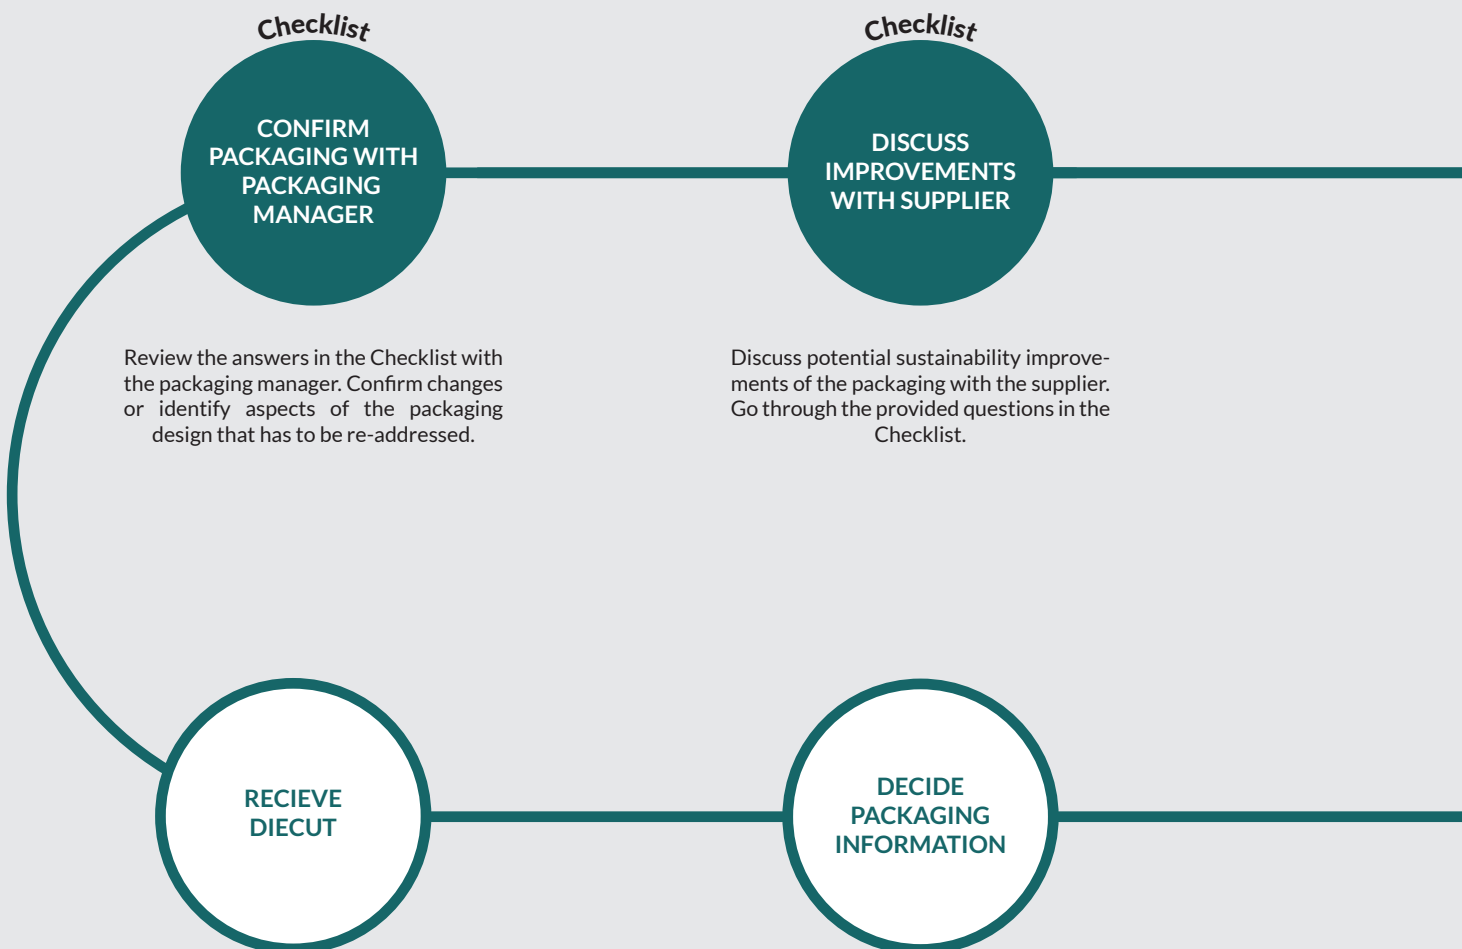 Checklist
CONFIRM
PACKAGING WITH
PACKAGING
MANAGER
Review the answers in the Checklist with
the packaging manager. Confirm changes
or identify aspects of the packaging
design that has to be re-addressed.
Checklist
DISCUSS
IMPROVEMENTS
WITH SUPPLIER
Discuss potential sustainability improve-
ments of the packaging with the supplier.
Go through the provided questions in the
Checklist.
RECIEVE
DIECUT
DECIDE
PACKAGING
INFORMATION